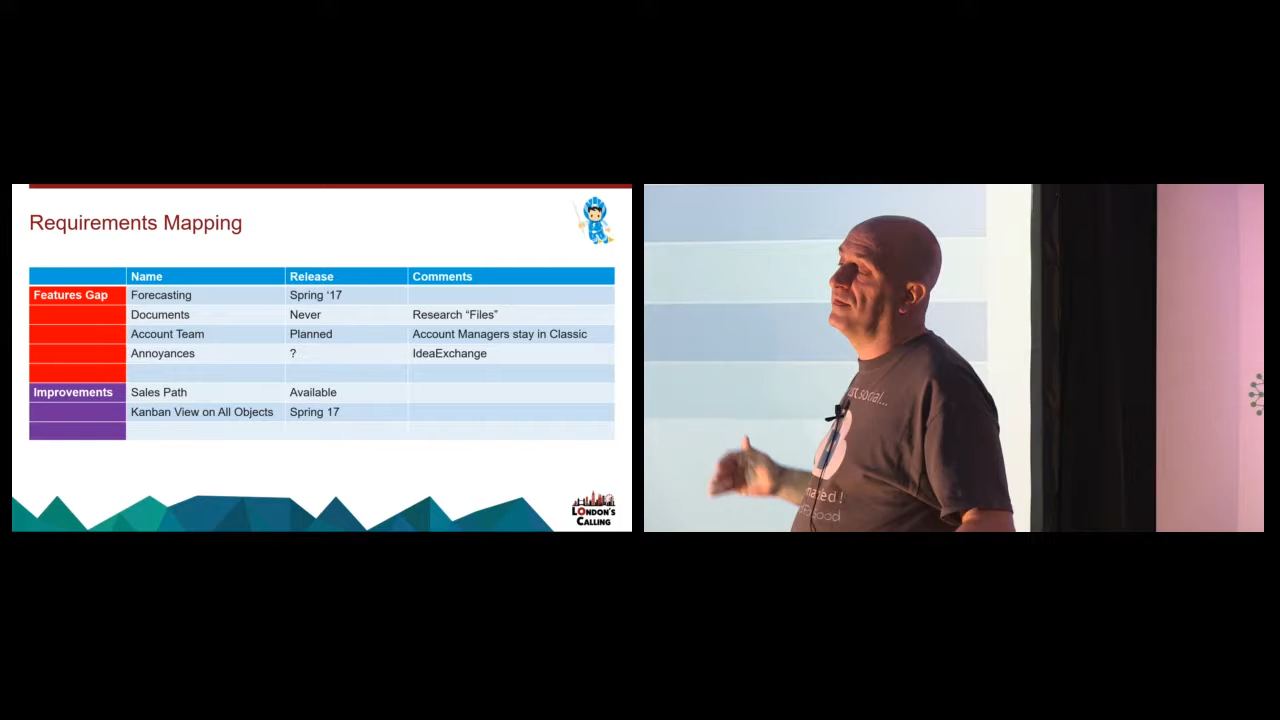 Requirements Mapping
Name Release Comments
Features Gap Forecasting Spring ‘17
Documents Never Research “Files”
Account Team Planned Account Managers stay in Classic
Annoyances ? IdeaExchange
Improvements Sales Path Available
Kanban View on All Objects Spring 17
LONDON'S
CALLING
social...